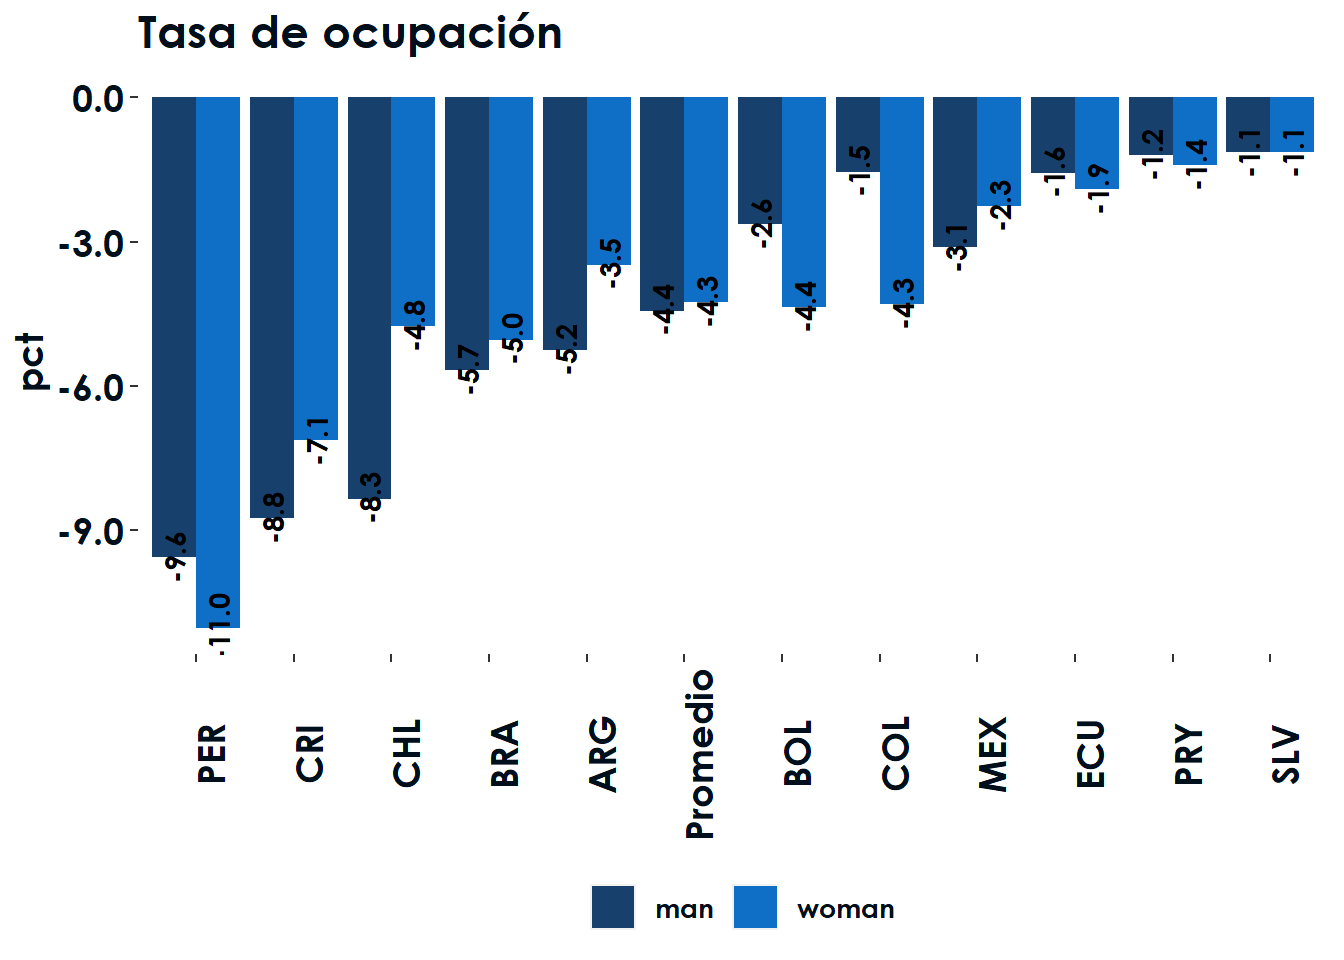 Tasa de ocupación
0.0
-3.0
-6.0
-9.0
pct
-9.6
-11.0
-8.8
-7.1
-8.3
-4.8
-5.7
-5.0
-5.2
-3.5
-4.4
-4.3
-2.6
-4.4
-1.5
-4.3
-3.1
-2.3
-1.6
-1.9
-1.2
-1.4
-1.1
-1.1
PER
CRI
CHL
BRA
ARG
Promedio
BOL
COL
MEX
ECU
PRY
SLV
man
woman